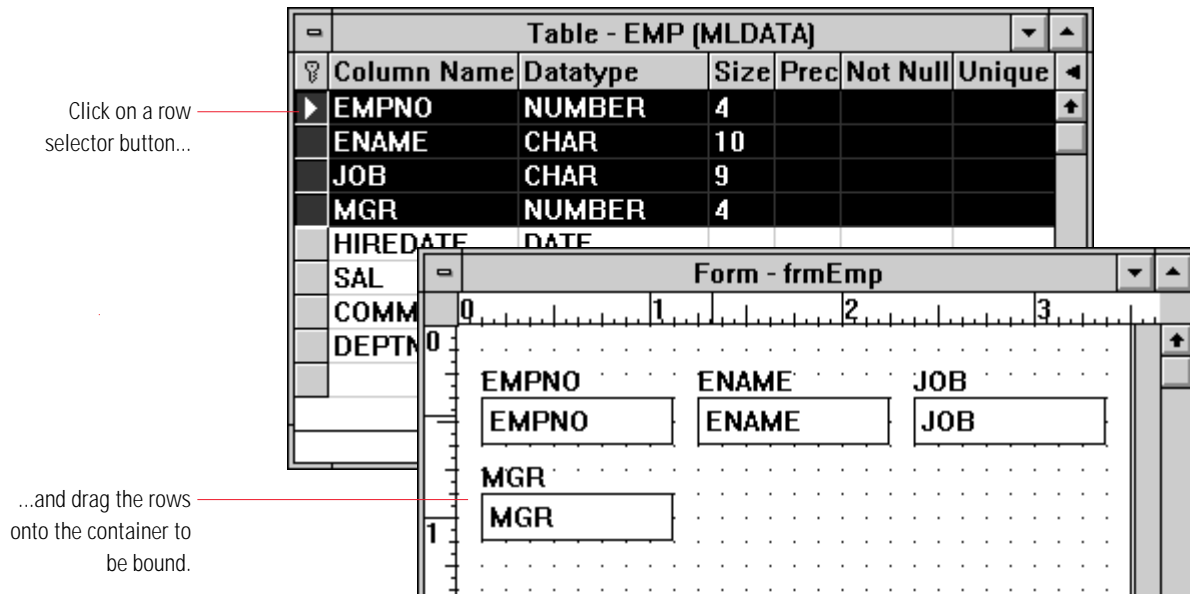 Table - EMP (MLDATA)
Column Name Datatype Size Prec Not Null Unique
Click on a row
selector button...
EMPNO NUMBER 4
ENAME CHAR 10
JOB CHAR 9
MGR NUMBER 4
HIREDATE DATE
SAL
COMM
DEPTN
Form - frmEmp
0 1 2 3
0
EMPNO ENAME JOB
EMPNO ENAME JOB
MGR
MGR
1
...and drag the rows
onto the container to
be bound.